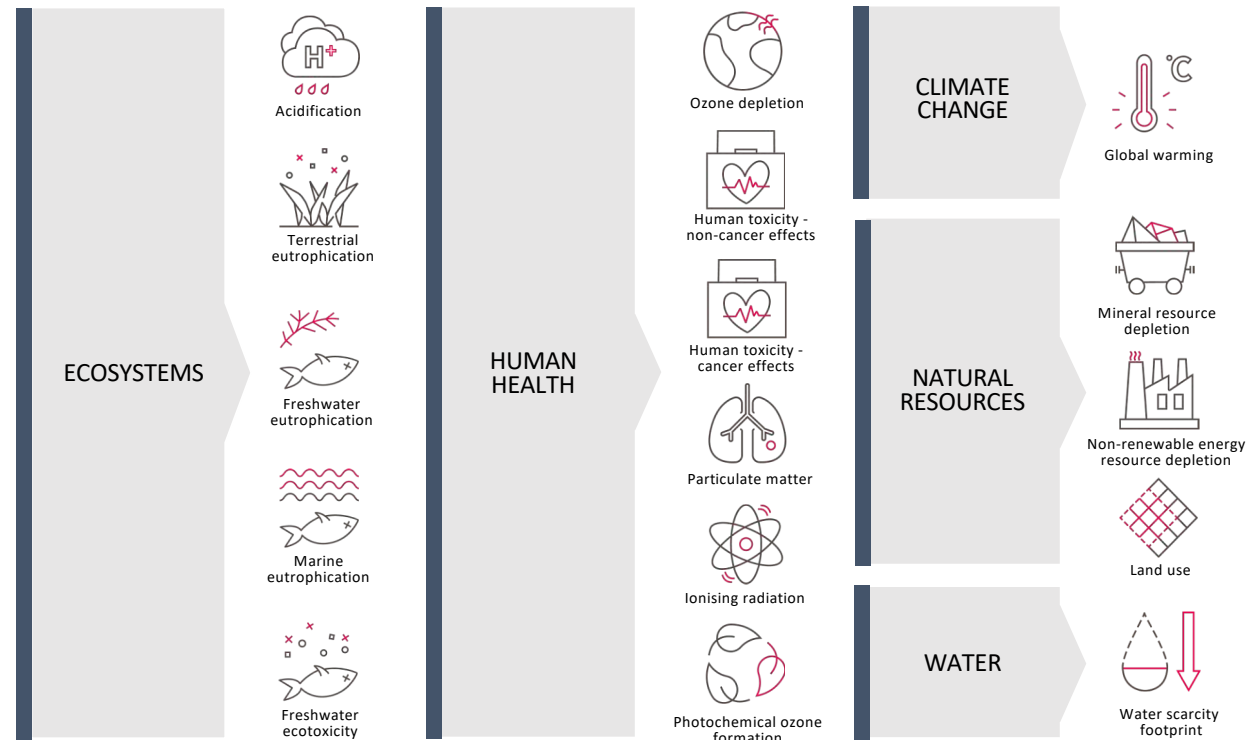 ECOSYSTEMS
H+
Acidification
Terrestrial
eutrophication
Freshwater
eutrophication
Marine
eutrophication
Freshwater
ecotoxicity
HUMAN
HEALTH
Ozone depletion
Human toxicity -
non-cancer effects
Human toxicity -
cancer effects
Particulate matter
Ionising radiation
Photochemical ozone
formation
CLIMATE
CHANGE
°C
Global warming
NATURAL
RESOURCES
Mineral resource
depletion
Non-renewable energy
resource depletion
Land use
WATER
Water scarcity
footprint